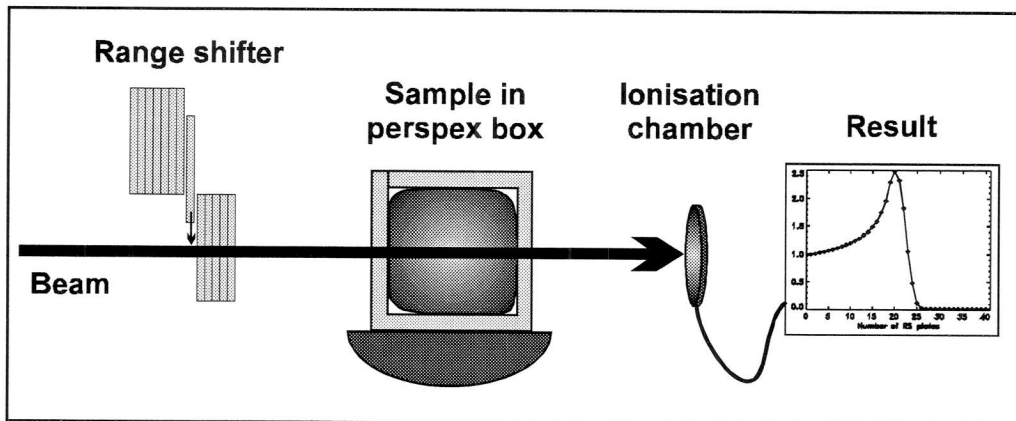 Range shifter
Sample in
perspex box
Ionisation
chamber
Result
Beam
2.5
2.0
1.5
1.0
0.5
0.0
0 5 10 15 20 25 30 35 40
Number of RS plates